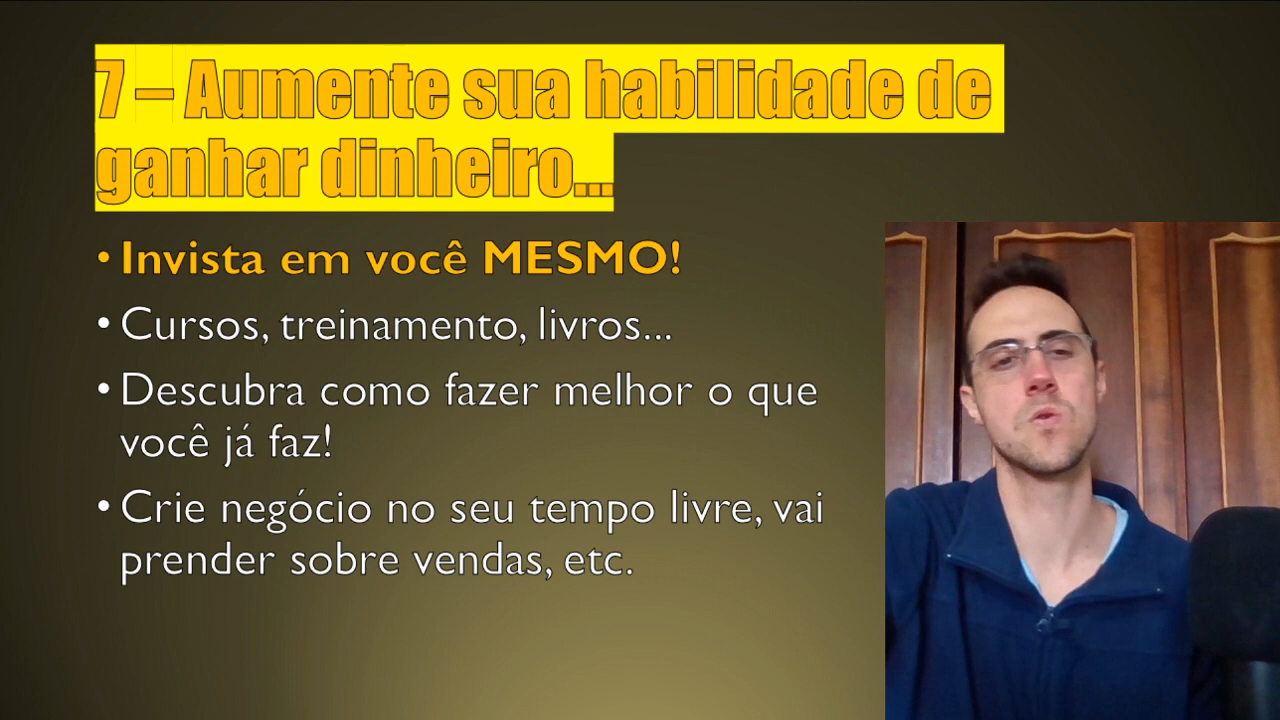 7 – Aumente sua habilidade de
ganhar dinheiro...
• Invista em você MESMO!
• Cursos, treinamento, livros...
• Descubra como fazer melhor o que
você já faz!
• Crie negócio no seu tempo livre, vai
prender sobre vendas, etc.